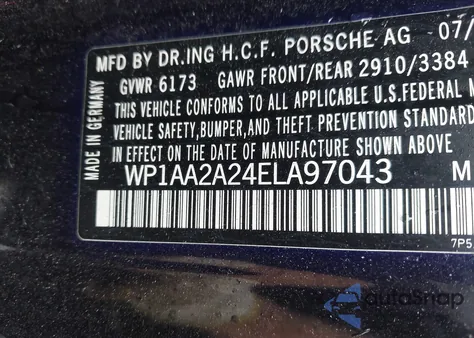 MFD BY DR.ING H.C.F. PORSCHE AG 07/
GVWR 6173 GAWR FRONT/REAR 2910/3384
THIS VEHICLE CONFORMS TO ALL APPLICABLE U.S.FEDERAL M
VEHICLE SAFETY,BUMPER,AND THEFT PREVENTION STANDARD
IN EFFECT ON THE DATE OF MANUFACTURE SHOWN ABOVE
WP1AA2A24ELA97043 M
MADE IN GERMANY
7P5
autoSnap